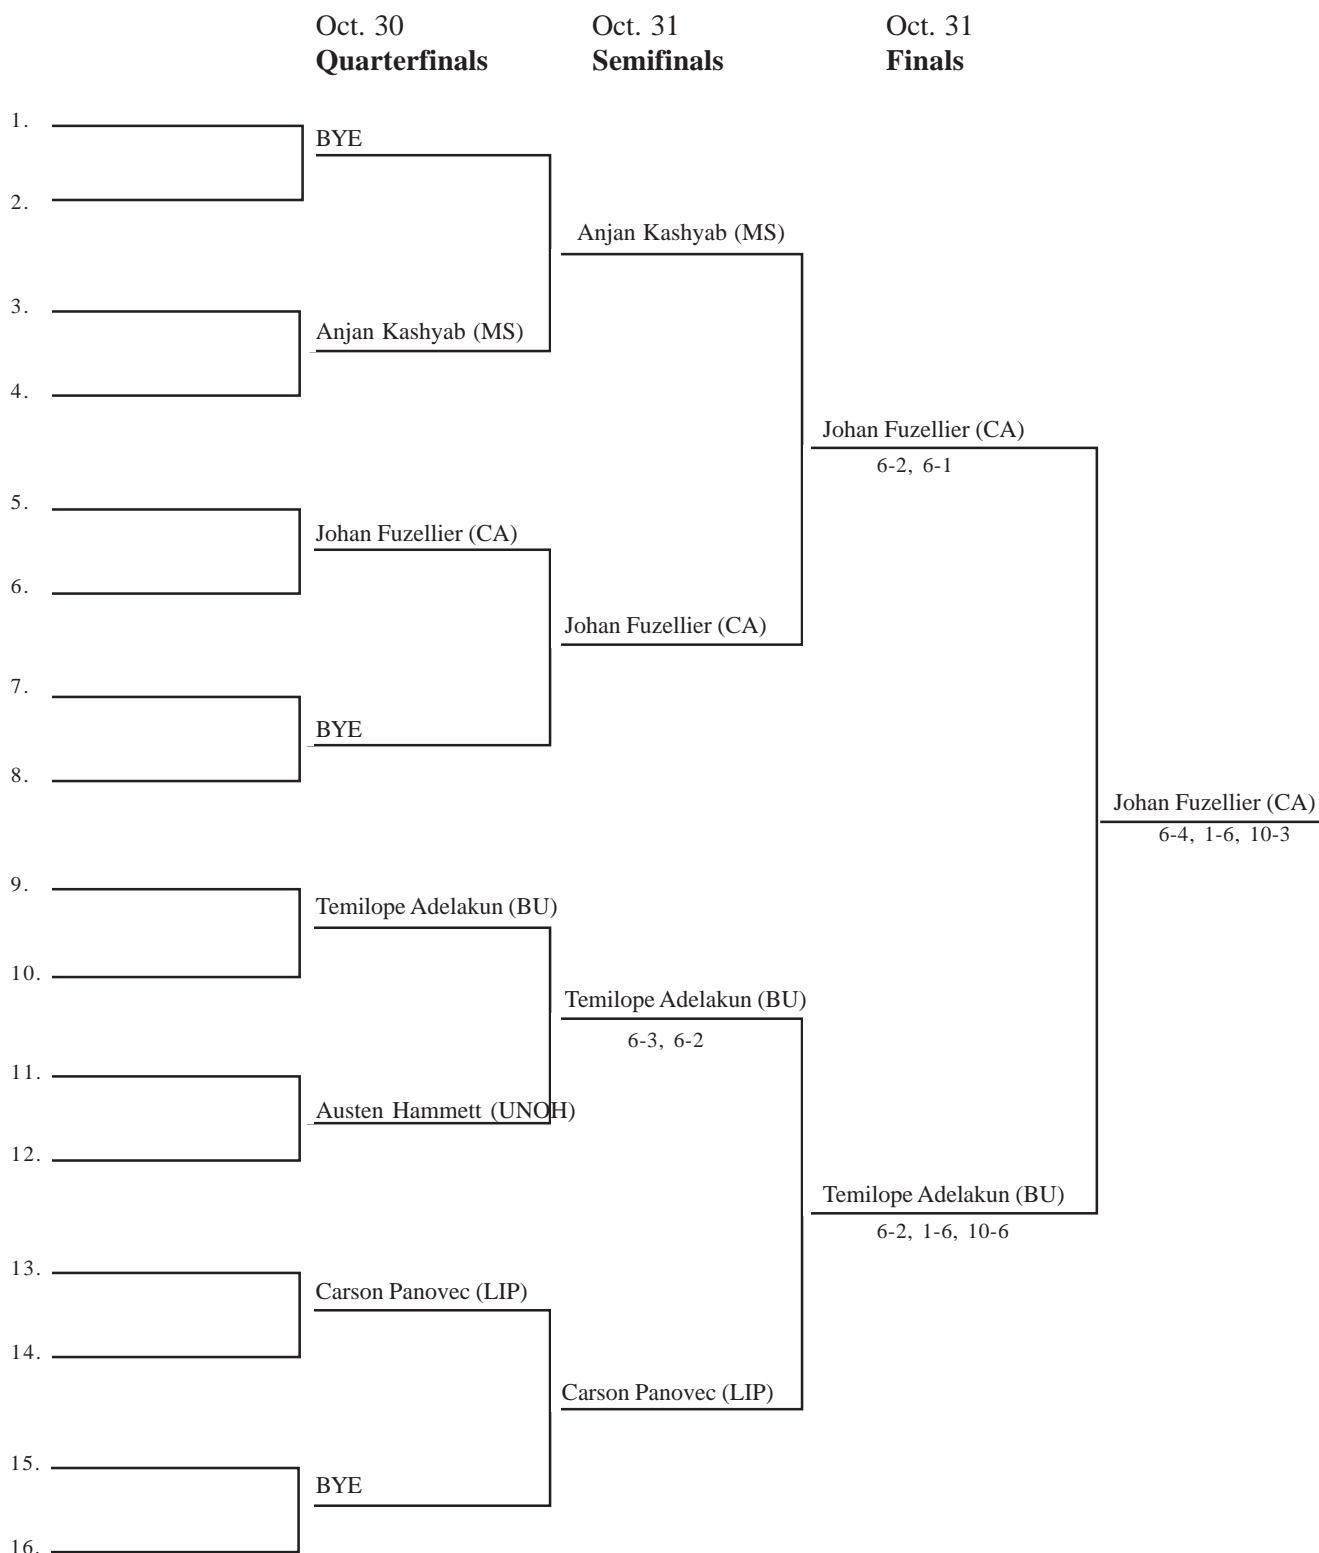 Oct. 30
Quarterfinals
Oct. 31
Semifinals
Oct. 31
Finals
1.
BYE
2.
Anjan Kashyab (MS)
3.
Anjan Kashyab (MS)
4.
Johan Fuzellier (CA)
6-2, 6-1
5.
Johan Fuzellier (CA)
6.
Johan Fuzellier (CA)
7.
BYE
8.
Johan Fuzellier (CA)
6-4, 1-6, 10-3
9.
Temilope Adelakun (BU)
10.
Temilope Adelakun (BU)
6-3, 6-2
11.
Austen Hammett (UNOH)
12.
Temilope Adelakun (BU)
6-2, 1-6, 10-6
13.
Carson Panovec (LIP)
14.
Carson Panovec (LIP)
15.
BYE
16.